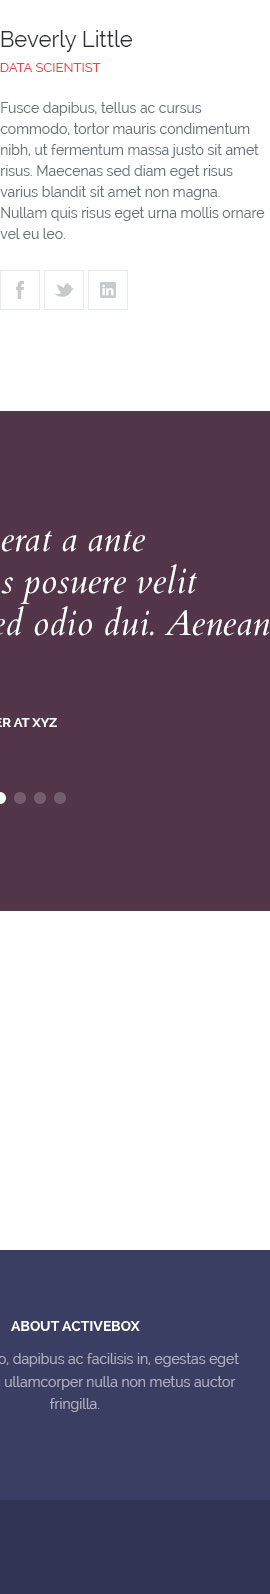 Beverly Little
DATA SCIENTIST
Fusce dapibus, tellus ac cursus
commodo, tortor mauris condimentum
nibh, ut fermentum massa justo sit amet
risus. Maecenas sed diam eget risus
varius blandit sit amet non magna.
Nullam quis risus eget urna mollis ornare
vel eu leo.
erat a ante
s posuere velit
ed odio dui. Aenean
ER AT XYZ
ABOUT ACTIVEBOX
o, dapibus ac facilisis in, egestas eget
ullamcorper nulla non metus auctor
fringilla.